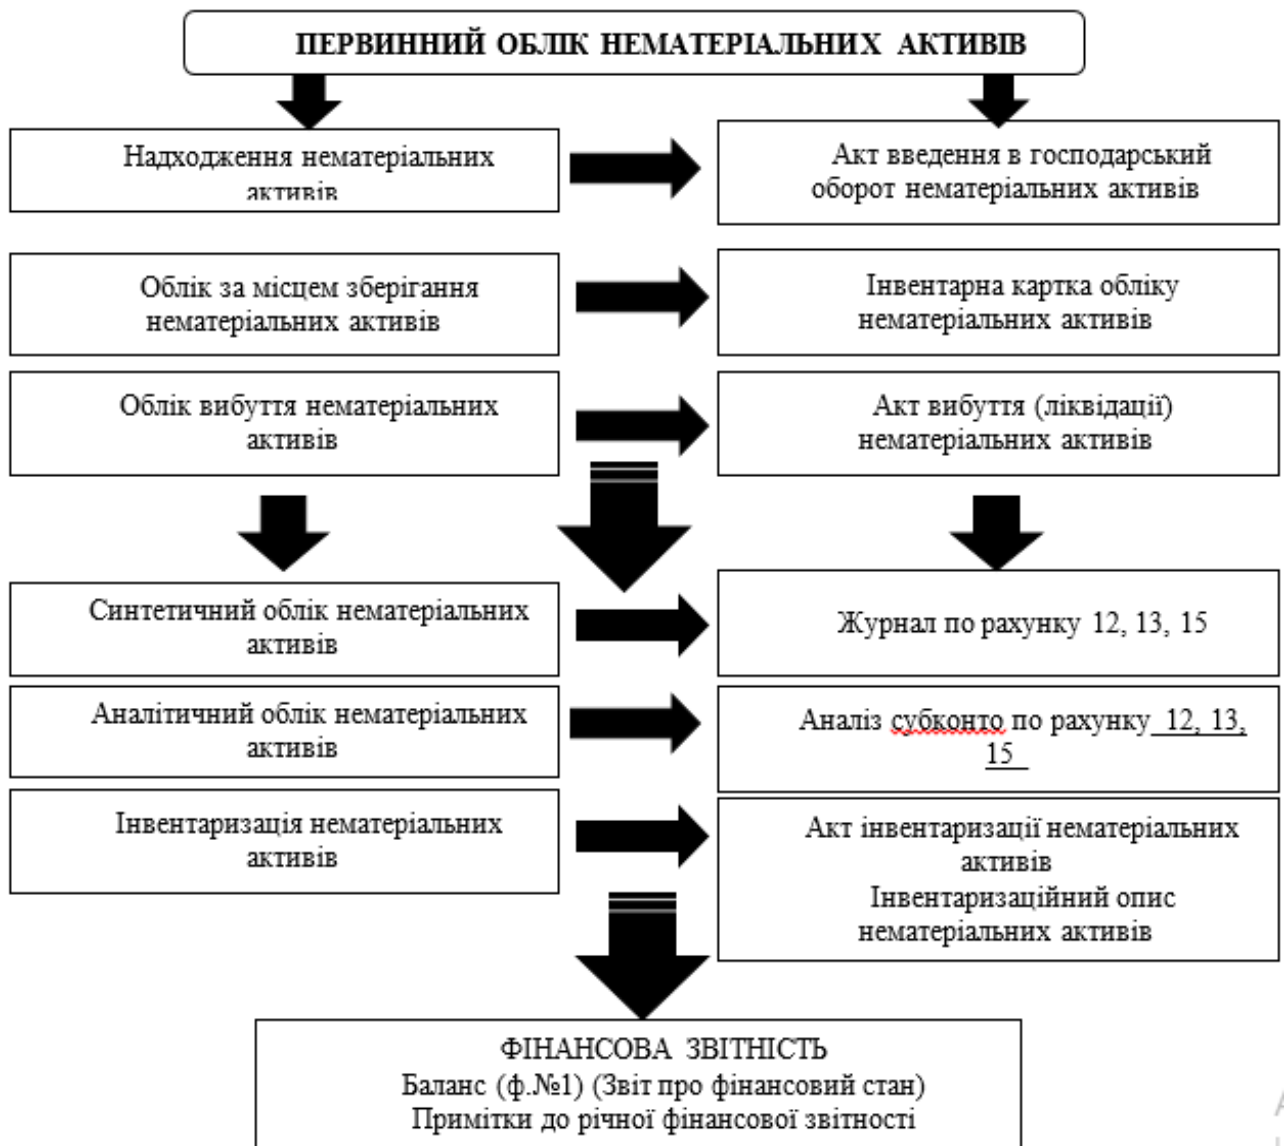 ПЕРВИННИЙ ОБЛІК НЕМАТЕРІАЛЬНИХ АКТИВІВ
Надходження нематеріальних
активів
Акт введення в господарський
оборот нематеріальних активів
Облік за місцем зберігання
нематеріальних активів
Інвентарна картка обліку
нематеріальних активів
Облік вибуття нематеріальних
активів
Акт вибуття (ліквідації)
нематеріальних активів
Синтетичний облік нематеріальних
активів
Журнал по рахунку 12, 13, 15
Аналітичний облік нематеріальних
активів
Аналіз субконто по рахунку 12, 13,
15
Інвентаризація нематеріальних
активів
Акт інвентаризації нематеріальних
активів
Інвентаризаційний опис
нематеріальних активів
ФІНАНСОВА ЗВІТНІСТЬ
Баланс (ф.№1) (Звіт про фінансовий стан)
Примітки до річної фінансової звітності